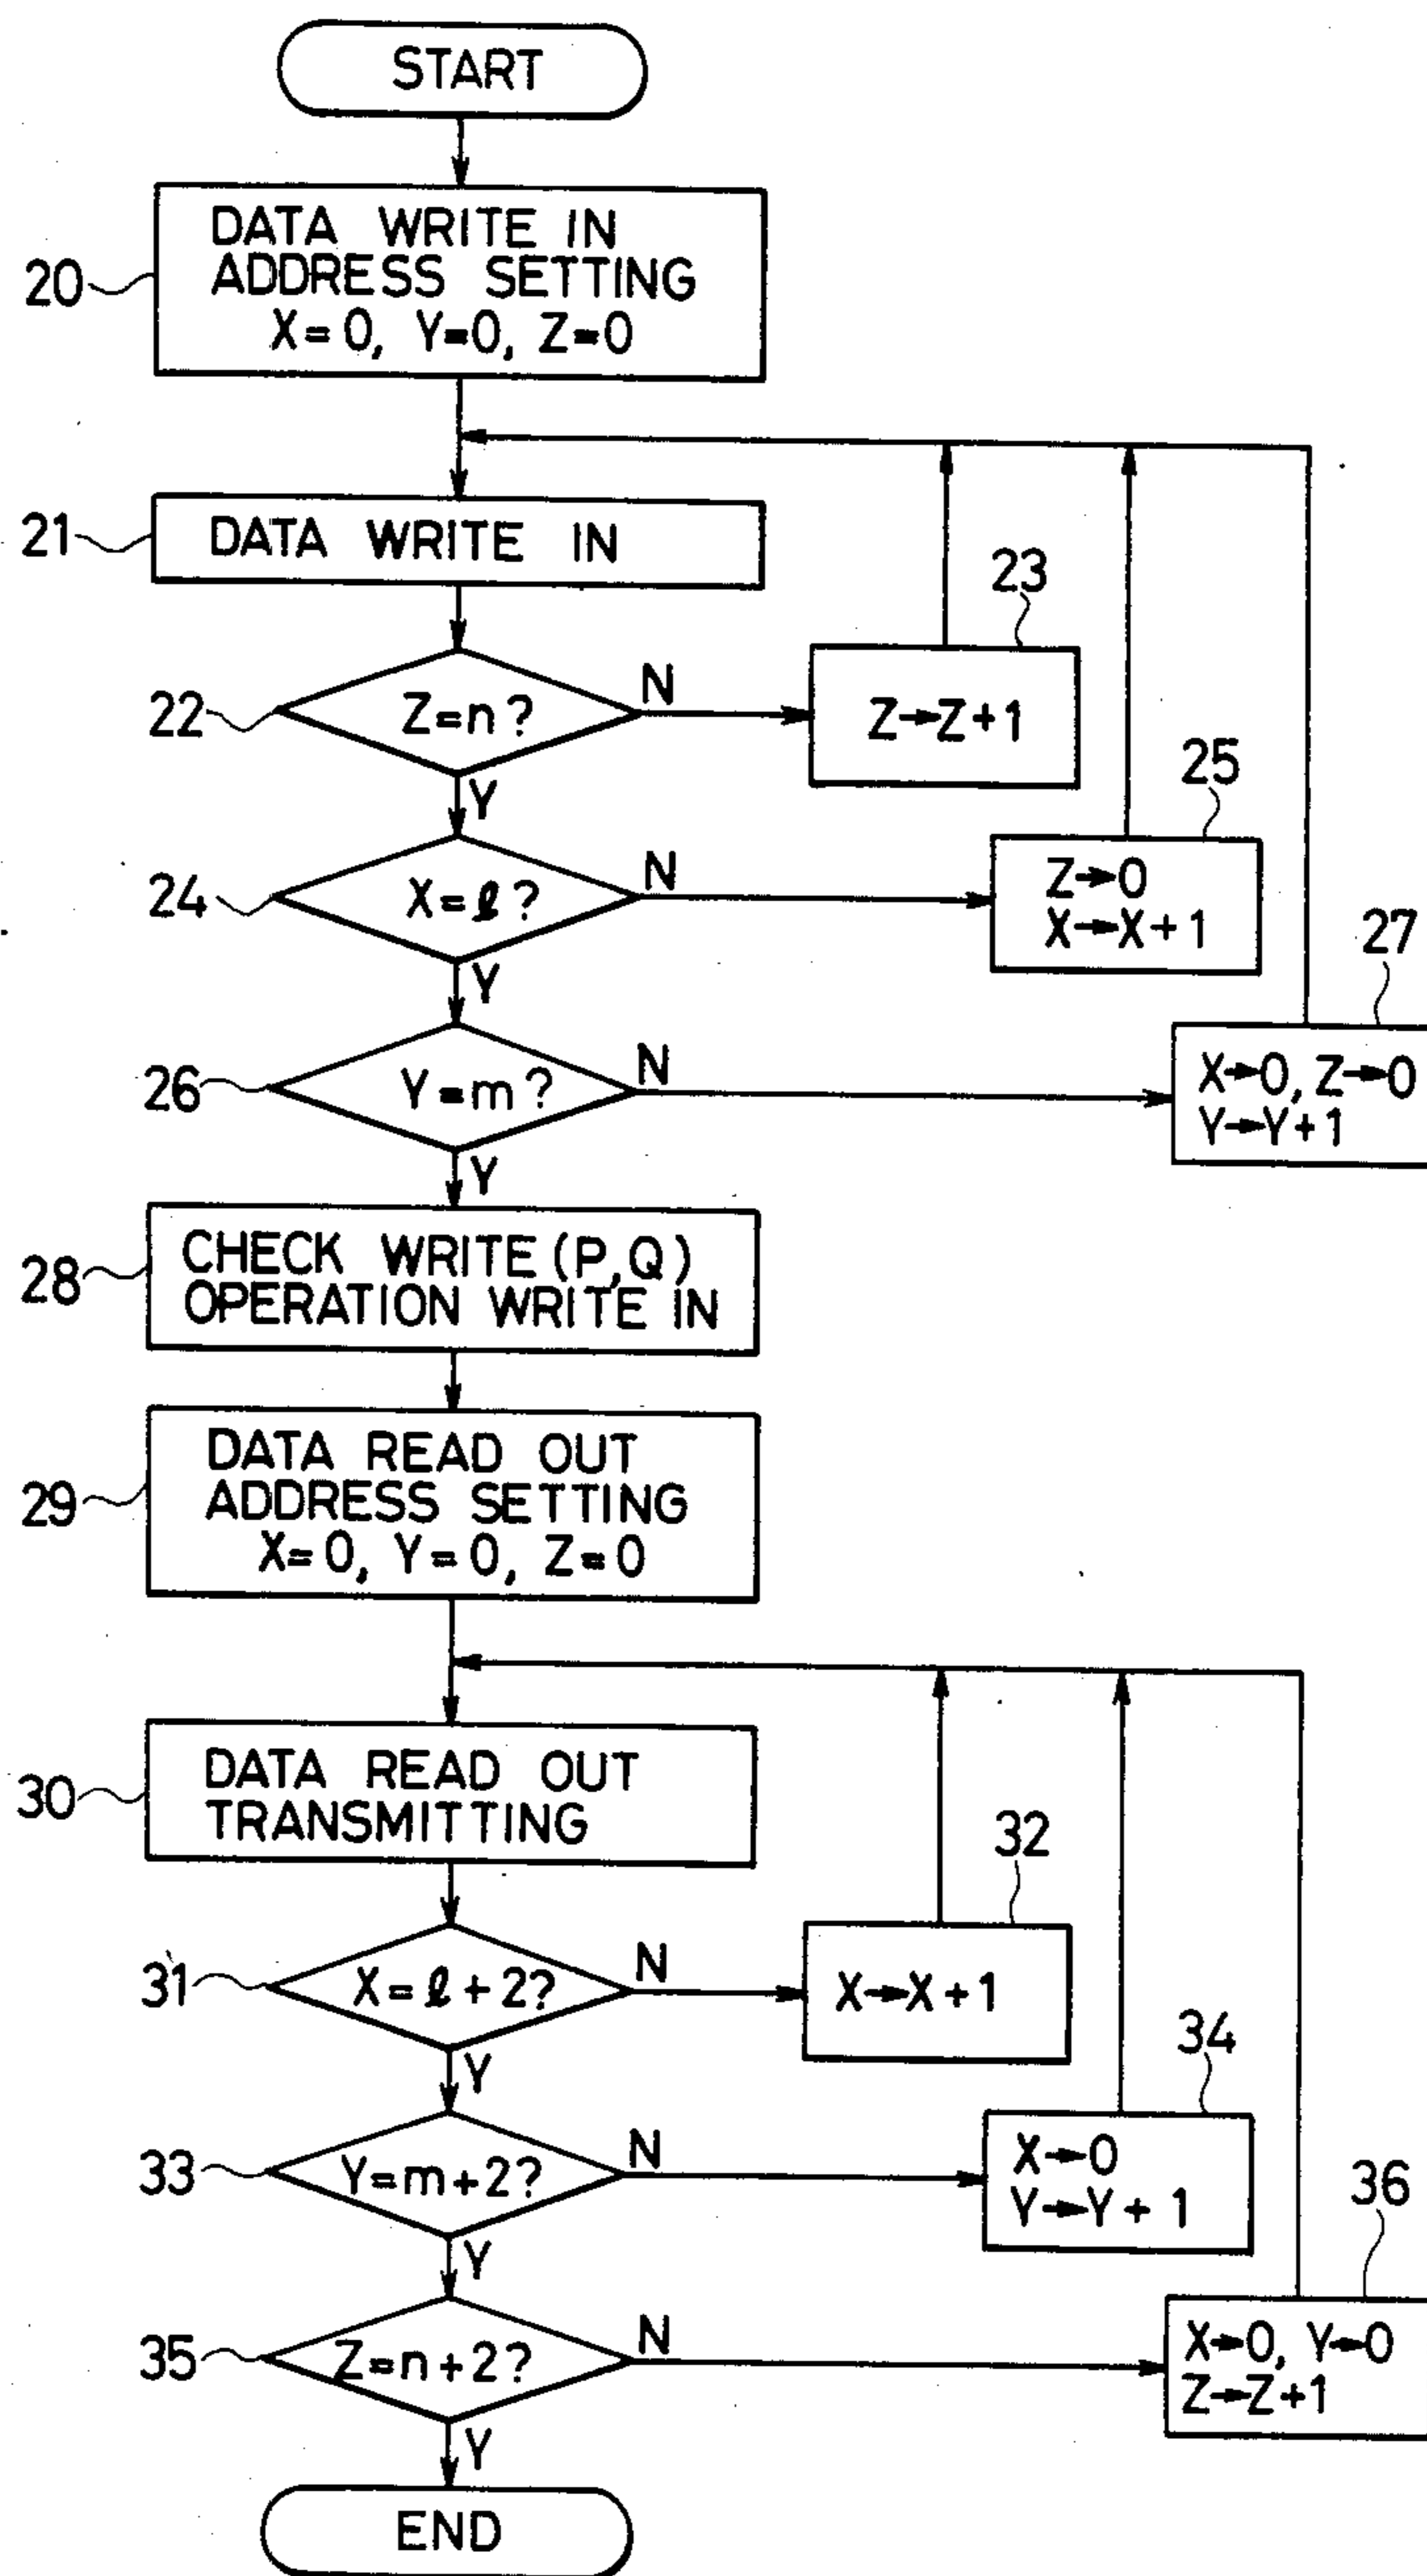 START
20
DATA WRITE IN
ADDRESS SETTING
X=0, Y=0, Z=0
21
DATA WRITE IN
22
Z=n?
N
Y
23
Z→Z+1
24
X=ℓ?
N
Y
25
Z→0
X→X+1
26
Y=m?
N
Y
27
X→0, Z→0
Y→Y+1
28
CHECK WRITE (P,Q)
OPERATION WRITE IN
29
DATA READ OUT
ADDRESS SETTING
X=0, Y=0, Z=0
30
DATA READ OUT
TRANSMITTING
31
X=ℓ+2?
N
Y
32
X→X+1
33
Y=m+2?
N
Y
34
X→0
Y→Y+1
35
Z=n+2?
N
Y
36
X→0, Y→0
Z→Z+1
END